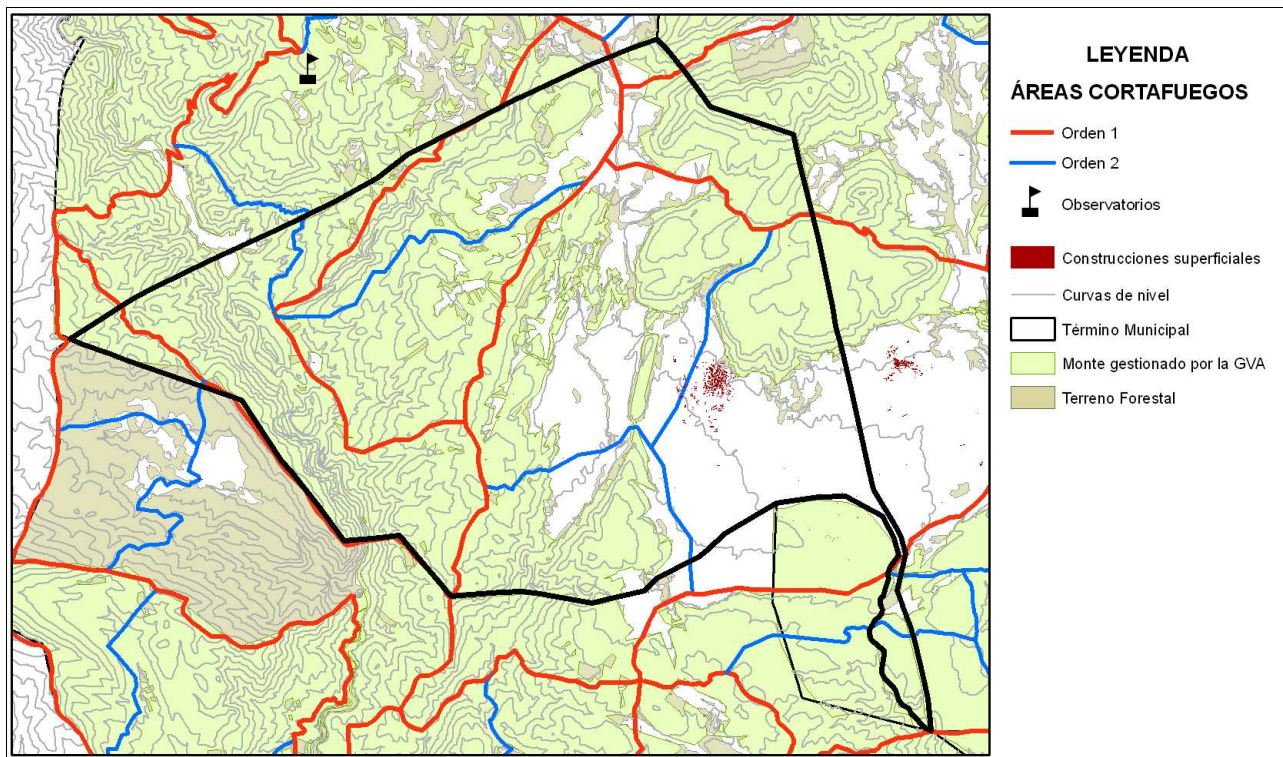 LEYENDA
ÁREAS CORTAFUEGOS
Orden 1
Orden 2
Observatorios
Construcciones superficiales
Curvas de nivel
Término Municipal
Monte gestionado por la GVA
Terreno Forestal